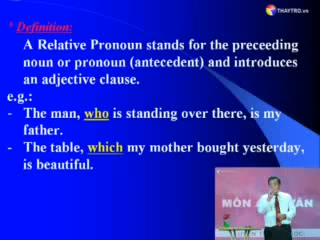 THAYTRO.vn
* Definition:
A Relative Pronoun stands for the preceeding
noun or pronoun (antecedent) and introduces
an adjective clause.
e.g.:
- The man, who is standing over there, is my
father.
- The table, which my mother bought yesterday,
is beautiful.
MÔN VĂN